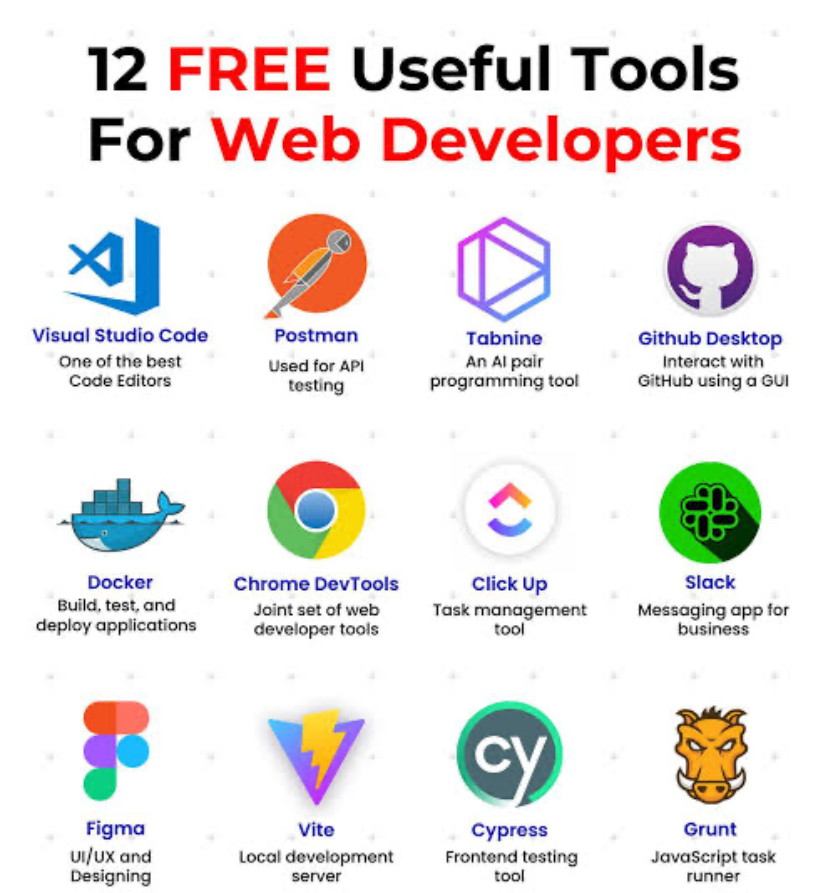 12 FREE Useful Tools
For Web Developers
Visual Studio Code
One of the best
Code Editors
Postman
Used for API
testing
Tabnine
An AI pair
programming tool
Github Desktop
Interact with
GitHub using a GUI
Docker
Build, test, and
deploy applications
Chrome DevTools
Joint set of web
developer tools
Click Up
Task management
tool
Slack
Messaging app for
business
Figma
UI/UX and
Designing
Vite
Local development
server
cy
Cypress
Frontend testing
tool
Grunt
JavaScript task
runner